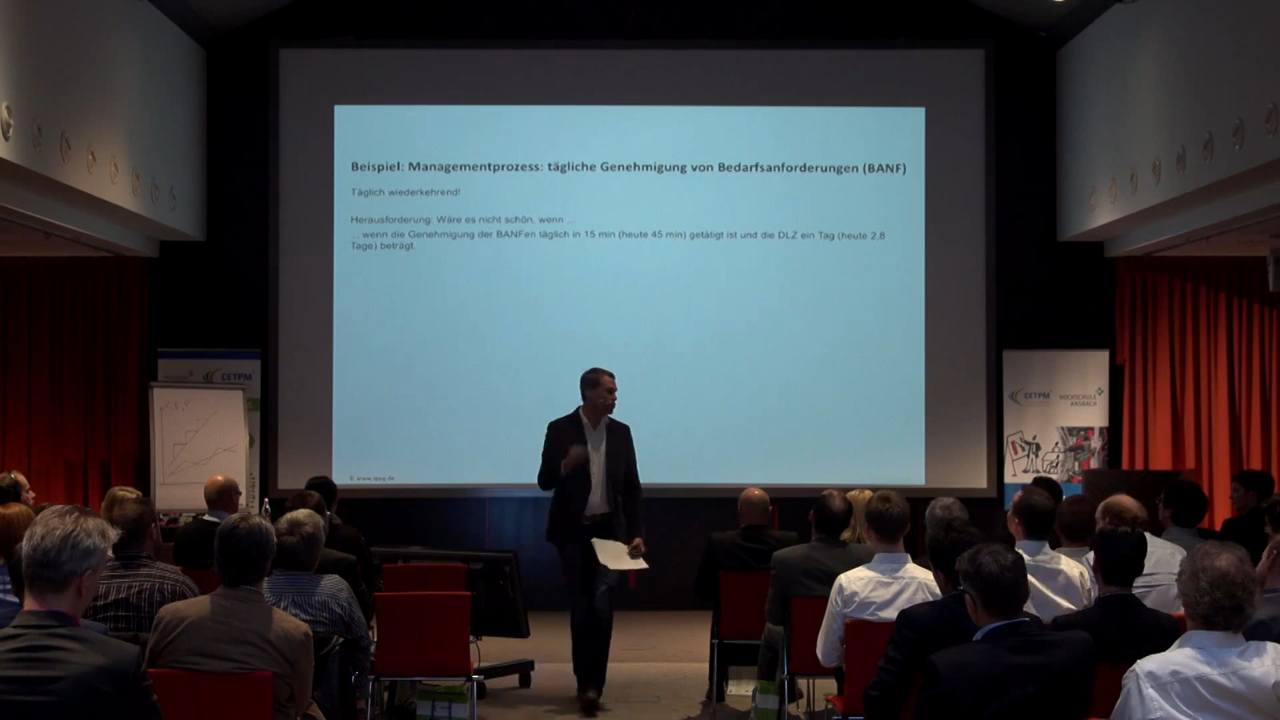 Beispiel: Managementprozess: tägliche Genehmigung von Bedarfsanforderungen (BANF)
Täglich wiederkehrend!
Herausforderung: Wäre es nicht schön, wenn ...
... wenn die Genehmigung der BANFen täglich in 15 min (heute 45 min) getätigt ist und die DLZ ein Tag (heute 2,8
Tage) beträgt.
CETPM
CETPM
HOCHSCHULE
ANSBACH